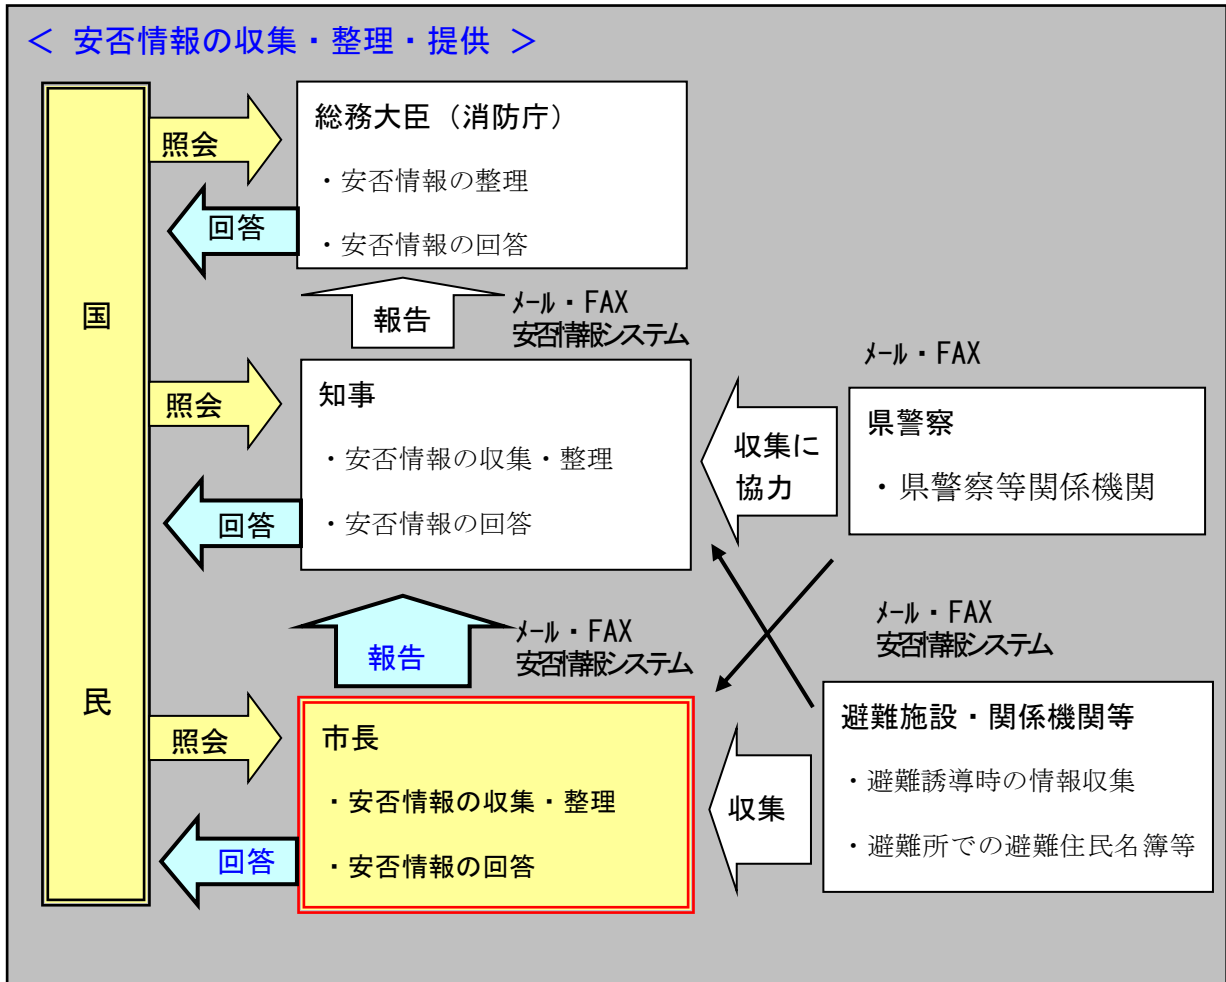 ＜ 安否情報の収集・整理・提供 ＞
国
民
照会
回答
総務大臣（消防庁）
・安否情報の整理
・安否情報の回答
報告
ﾒｰﾙ・FAX
安否情報システム
照会
回答
知事
・安否情報の収集・整理
・安否情報の回答
収集に
協力
ﾒｰﾙ・FAX
県警察
・県警察等関係機関
報告
ﾒｰﾙ・FAX
安否情報システム
ﾒｰﾙ・FAX
安否情報システム
照会
回答
市長
・安否情報の収集・整理
・安否情報の回答
収集
避難施設・関係機関等
・避難誘導時の情報収集
・避難所での避難住民名簿等